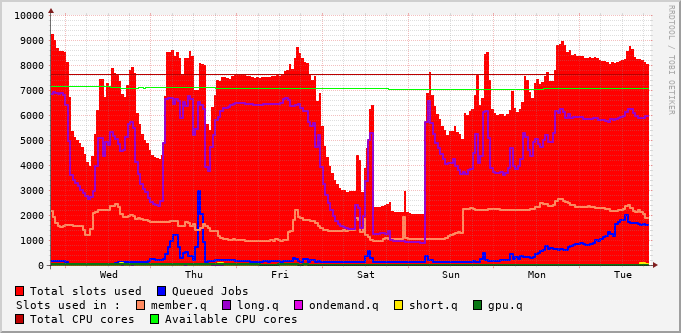 10000
9000
8000
7000
6000
5000
4000
3000
2000
1000
0
Wed Thu Fri Sat Sun Mon Tue
RRDTOOL / TOBI OETIKER
Total slots used Queued Jobs
Slots used in : member.q long.q ondemand.q short.q gpu.q
Total CPU cores Available CPU cores